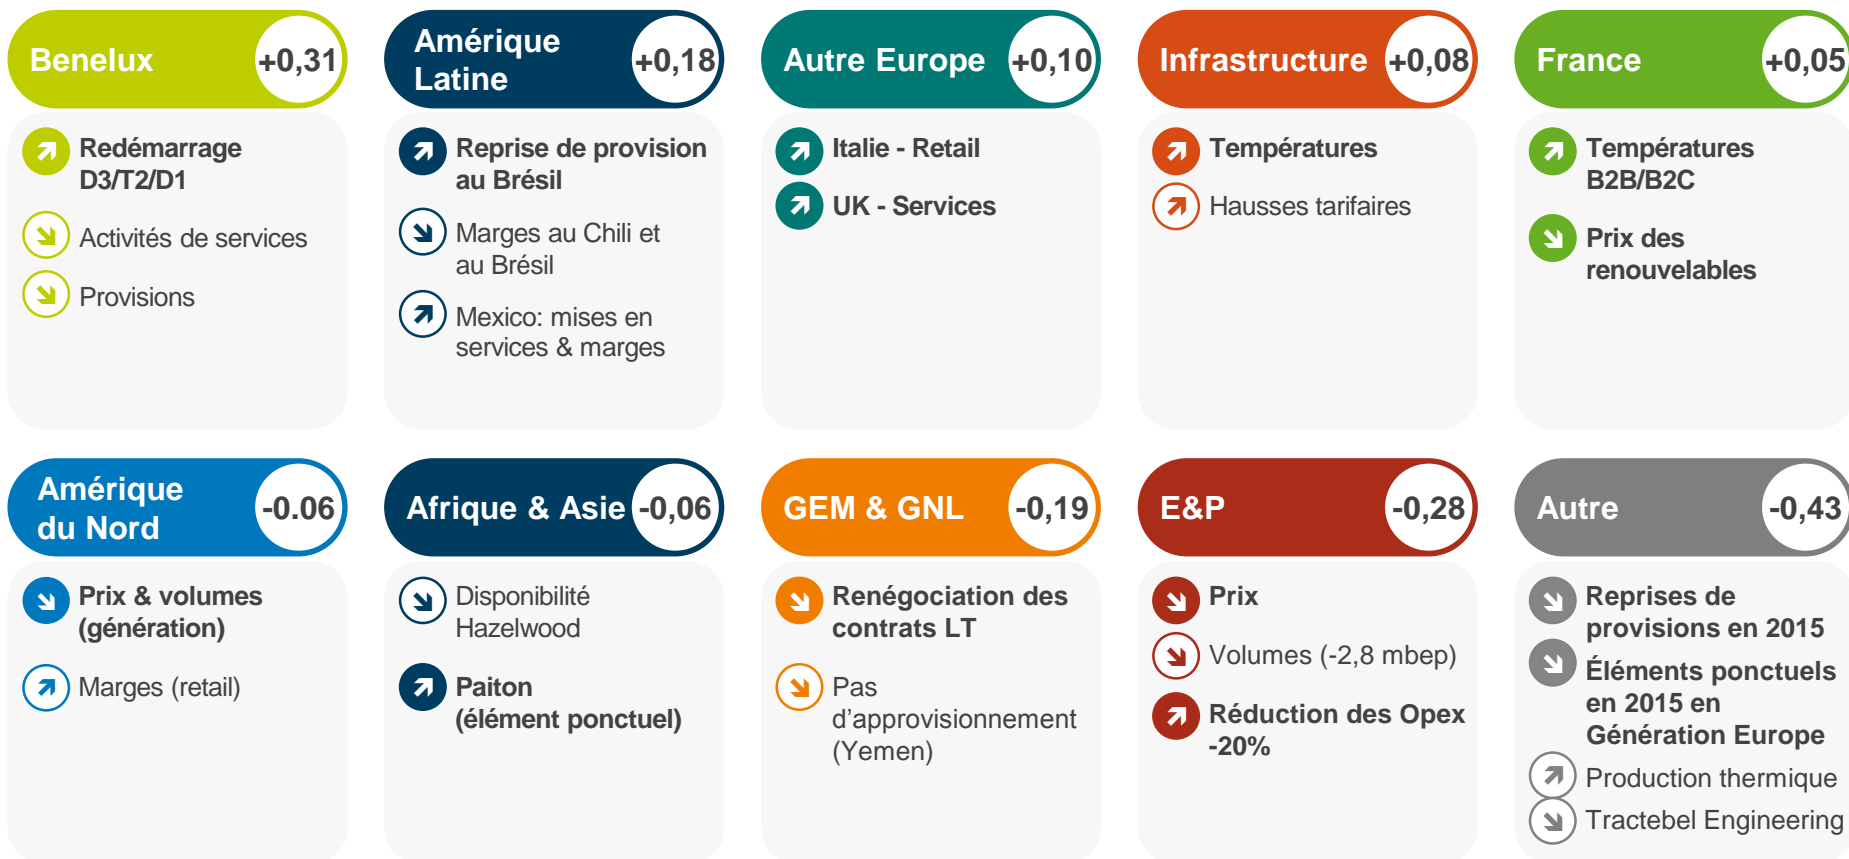 Benelux +0,31
Redémarrage
D3/T2/D1
Activités de services
Provisions
Amérique
Latine
+0,18
Reprise de provision
au Brésil
Marges au Chili et
au Brésil
Mexico: mises en
services & marges
Autre Europe +0,10
Italie - Retail
UK - Services
Infrastructure +0,08
Températures
Hausses tarifaires
France +0,05
Températures
B2B/B2C
Prix des
renouvelables
Amérique
du Nord
-0.06
Prix & volumes
(génération)
Marges (retail)
Afrique & Asie -0,06
Disponibilité
Hazelwood
Paiton
(élément ponctuel)
GEM & GNL -0,19
Renégociation des
contrats LT
Pas
d’approvisionnement
(Yemen)
E&P -0,28
Prix
Volumes (-2,8 mbep)
Réduction des Opex
-20%
Autre -0,43
Reprises de
provisions en 2015
Éléments ponctuels
en 2015 en
Génération Europe
Production thermique
Tractebel Engineering